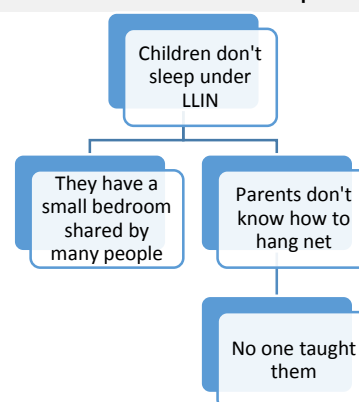 Children don't
sleep under
LLIN
They have a
small bedroom
shared by
many people
Parents don't
know how to
hang net
No one taught
them